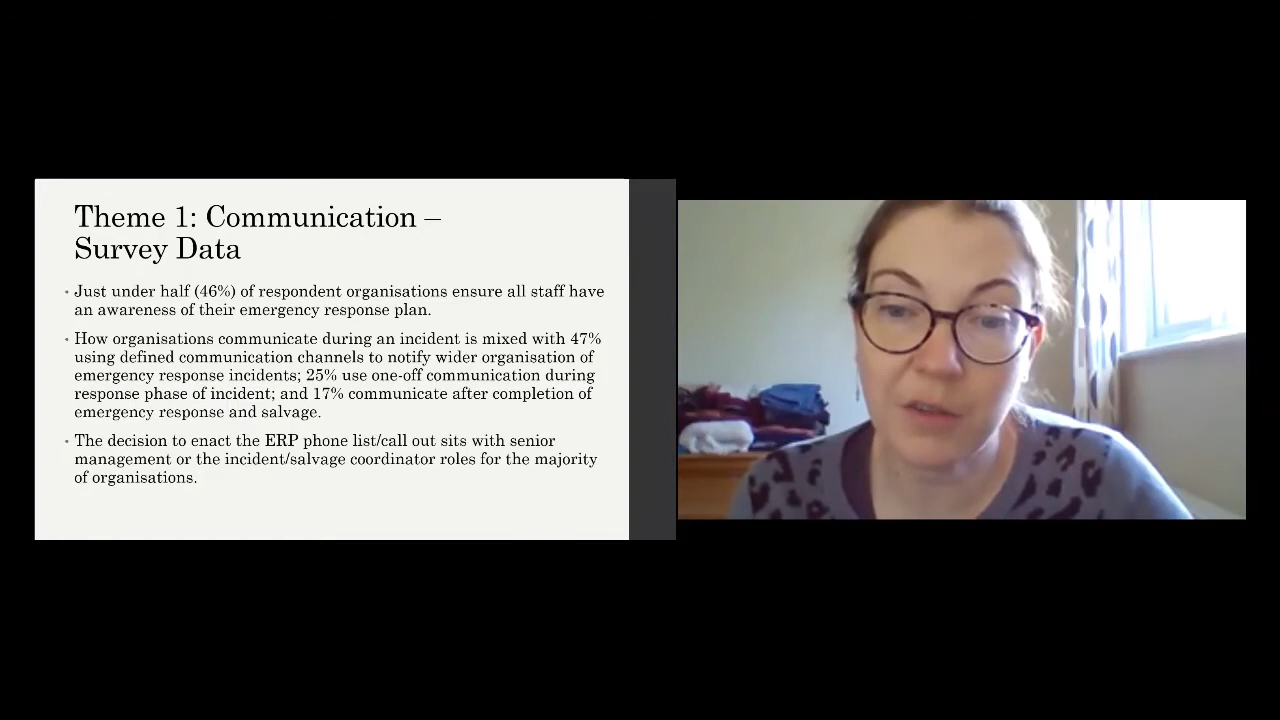 Theme 1: Communication –
Survey Data
• Just under half (46%) of respondent organisations ensure all staff have
an awareness of their emergency response plan.
• How organisations communicate during an incident is mixed with 47%
using defined communication channels to notify wider organisation of
emergency response incidents; 25% use one-off communication during
response phase of incident; and 17% communicate after completion of
emergency response and salvage.
• The decision to enact the ERP phone list/call out sits with senior
management or the incident/salvage coordinator roles for the majority
of organisations.